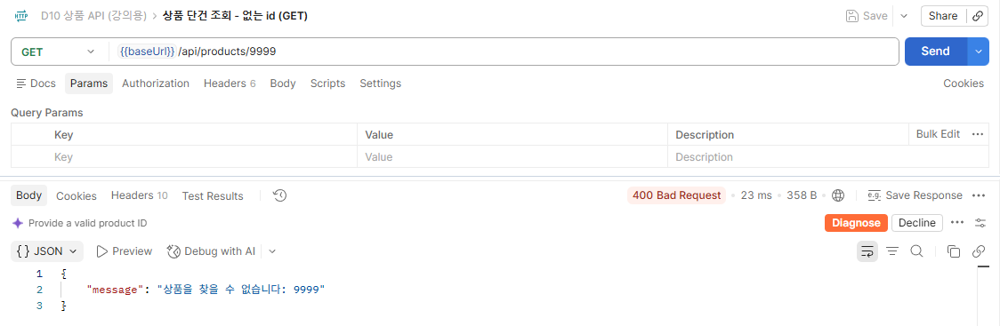 HTTP D10 상품 API (강의용) > 상품 단건 조회 - 없는 id (GET) Save Share
GET {{baseUrl}} /api/products/9999 Send
Docs Params Authorization Headers 6 Body Scripts Settings Cookies
Query Params
Key Value Description Bulk Edit ...
Key Value Description
Body Cookies Headers 10 Test Results 400 Bad Request • 23 ms • 358 B • e.g. Save Response ...
Provide a valid product ID Diagnose Decline ...
{} JSON Preview Debug with AI
1 {
2 "message": "상품을 찾을 수 없습니다: 9999"
3 }